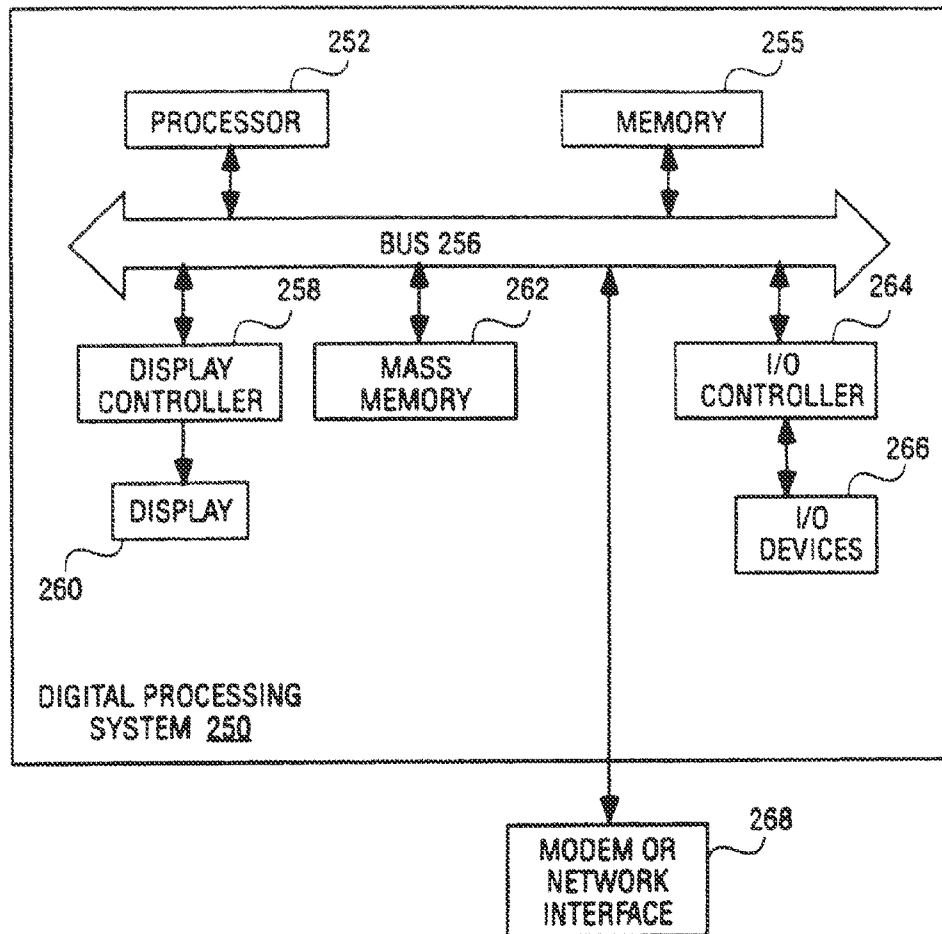 252
255
PROCESSOR
MEMORY
BUS 256
258
262
264
DISPLAY
CONTROLLER
MASS
MEMORY
I/O
CONTROLLER
266
DISPLAY
I/O
DEVICES
260
DIGITAL PROCESSING
SYSTEM 250
268
MODEM OR
NETWORK
INTERFACE